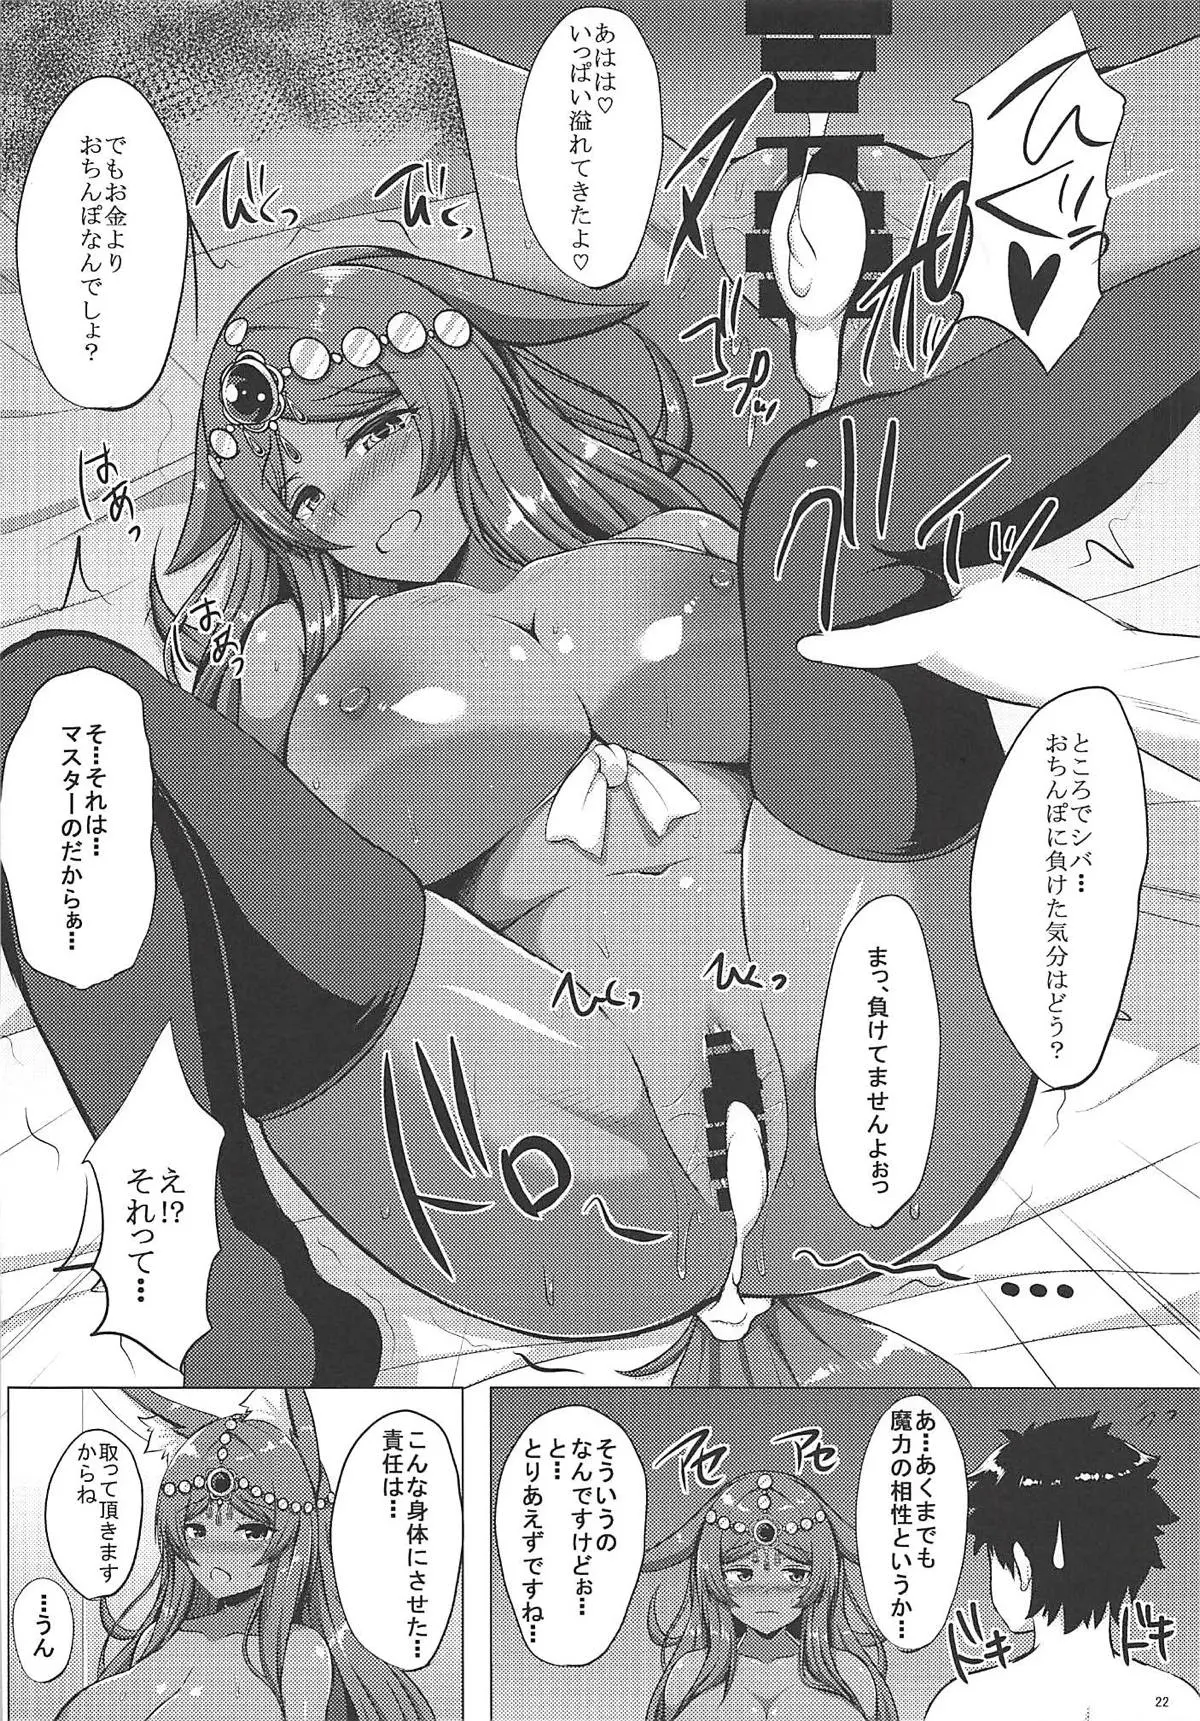 んべ♥
あはは♡
いっぱい溢れてきたよ♡
ゴプッ
でもお金より
おちんぽなんでしょ?
ひくっ
ひくっ
はぁっ
はぁっ
ところでシバ…
おちんぽに負けた気分はどう?
まっ、負けてませんよぉっ
そ…それは…
マスターのだからぁ…
ひくっ
ひくっ
ドロ〜
…
え!?
それって…
あ…あくまでも
魔力の相性というか…
ドキ
ドキ
アセ
アセ
そういうの
なんですけどぉ…
と…
とりあえずですね…
こんな身体にさせた…
責任は…
取って頂きます
からね
…うん
22